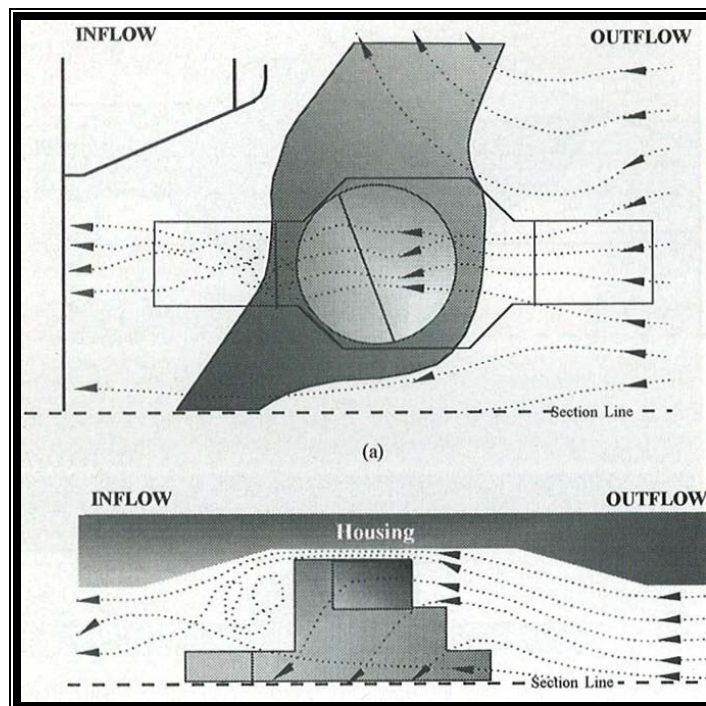 INFLOW OUTFLOW
Section Line
(a)
INFLOW OUTFLOW
Housing
Section Line